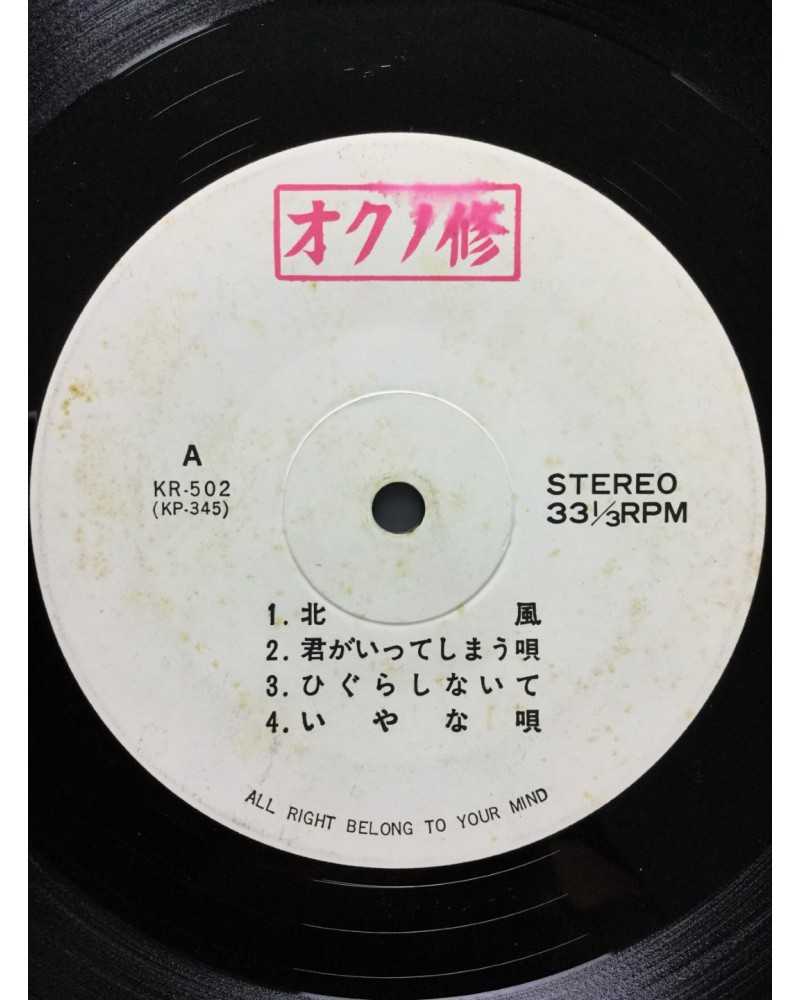 オクノ修
A
KR-502
(KP-345)
STEREO
33 1/3 RPM
1. 北風
2. 君がいってしまう唄
3. ひぐらしないて
4. いやな唄
ALL RIGHT BELONG TO YOUR MIND